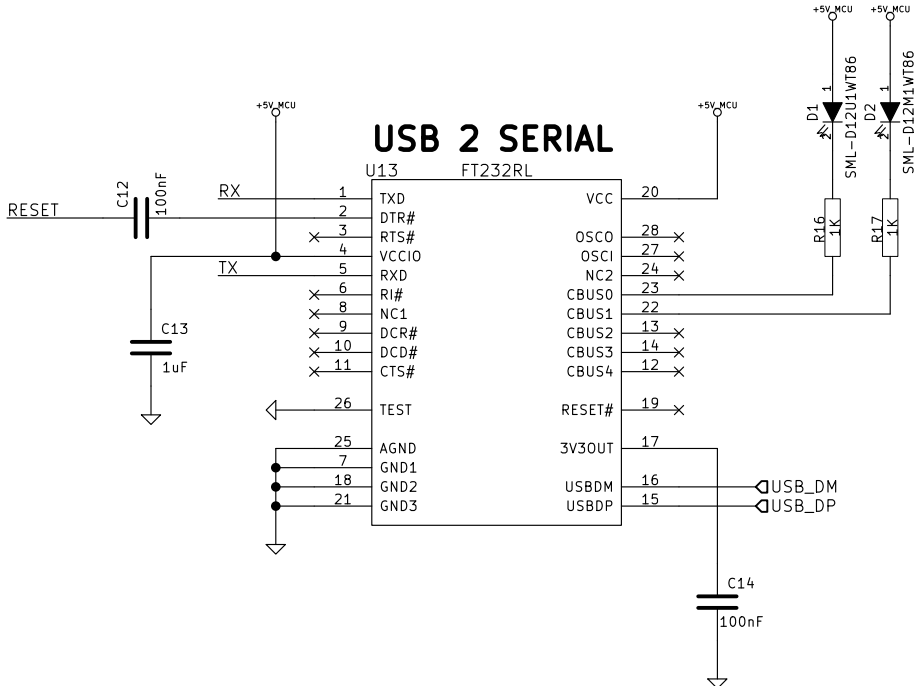 +5V_MCU +5V_MCU
D1 1 2 SML-D12U1WT86
D2 1 2 SML-D12M1WT86
+5V_MCU +5V_MCU
USB 2 SERIAL
U13 FT232RL
C12 100nF
RX 1 TXD VCC 20
RESET 2 DTR#
3 RTS# OSCO 28
R16 1K R17 1K
4 VCCIO OSCI 27
TX 5 RXD NC2 24
6 RI# CBUS0 23
8 NC1 CBUS1 22
C13 9 DCR# CBUS2 13
10 DCD# CBUS3 14
1uF 11 CTS# CBUS4 12
26 TEST RESET# 19
25 AGND 3V3OUT 17
7 GND1
18 GND2 USBDM 16 USB_DM
21 GND3 USBDP 15 USB_DP
C14
100nF